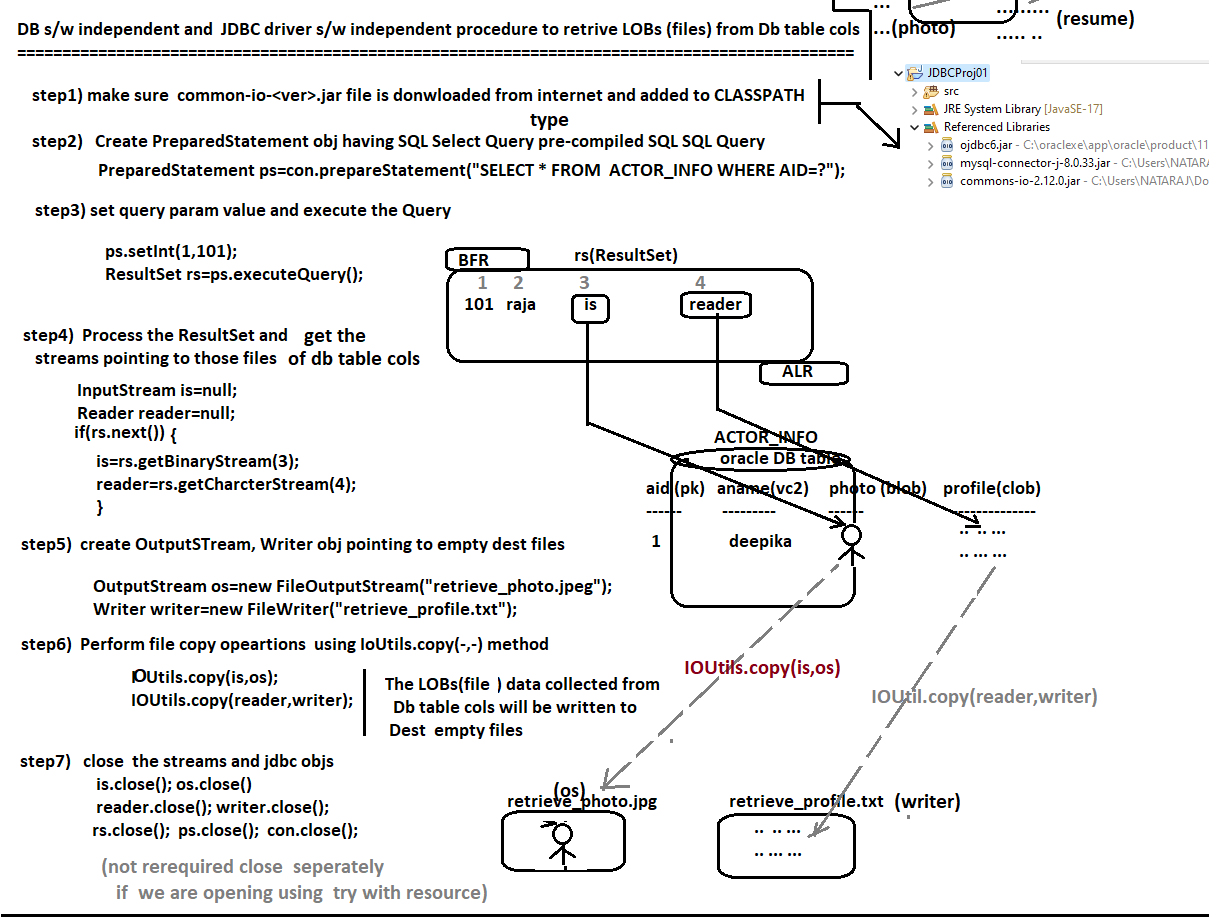 ...
......... (resume)
..... ..
DB s/w independent and JDBC driver s/w independent procedure to retrive LOBs (files) from Db table cols ...(photo)
===================================================================================
JDBCProj01
src
JRE System Library [JavaSE-17]
Referenced Libraries
ojdbc6.jar - C:\oraclexe\app\oracle\product\11
mysql-connector-j-8.0.33.jar - C:\Users\NATARA
commons-io-2.12.0.jar - C:\Users\NATARAJ\Do
step1) make sure common-io-<ver>.jar file is donwloaded from internet and added to CLASSPATH
type
step2) Create PreparedStatement obj having SQL Select Query pre-compiled SQL SQL Query
PreparedStatement ps=con.prepareStatement("SELECT * FROM ACTOR_INFO WHERE AID=?");
step3) set query param value and execute the Query
ps.setInt(1,101);
ResultSet rs=ps.executeQuery();
BFR
rs(ResultSet)
1 2 3 4
101 raja is reader
ALR
step4) Process the ResultSet and get the
streams pointing to those files of db table cols
InputStream is=null;
Reader reader=null;
if(rs.next()) {
is=rs.getBinaryStream(3);
reader=rs.getCharcterStream(4);
}
ACTOR_INFO
oracle DB table
aid (pk) aname(vc2) photo (blob) profile(clob)
------ --------- ------ --------------
1 deepika .. .. ...
.. ... ...
step5) create OutputSTream, Writer obj pointing to empty dest files
OutputStream os=new FileOutputStream("retrieve_photo.jpeg");
Writer writer=new FileWriter("retrieve_profile.txt");
step6) Perform file copy opeartions using IoUtils.copy(-,-) method
IOUtils.copy(is,os);
IOUtils.copy(reader,writer);
The LOBs(file ) data collected from
Db table cols will be written to
Dest empty files
IOUtils.copy(is,os)
IOUtil.copy(reader,writer)
step7) close the streams and jdbc objs
is.close(); os.close()
reader.close(); writer.close();
rs.close(); ps.close(); con.close();
(not rerequired close seperately
if we are opening using try with resource)
(os)
retrieve_photo.jpg
retrieve_profile.txt (writer)
.. .. ...
.. ... ...